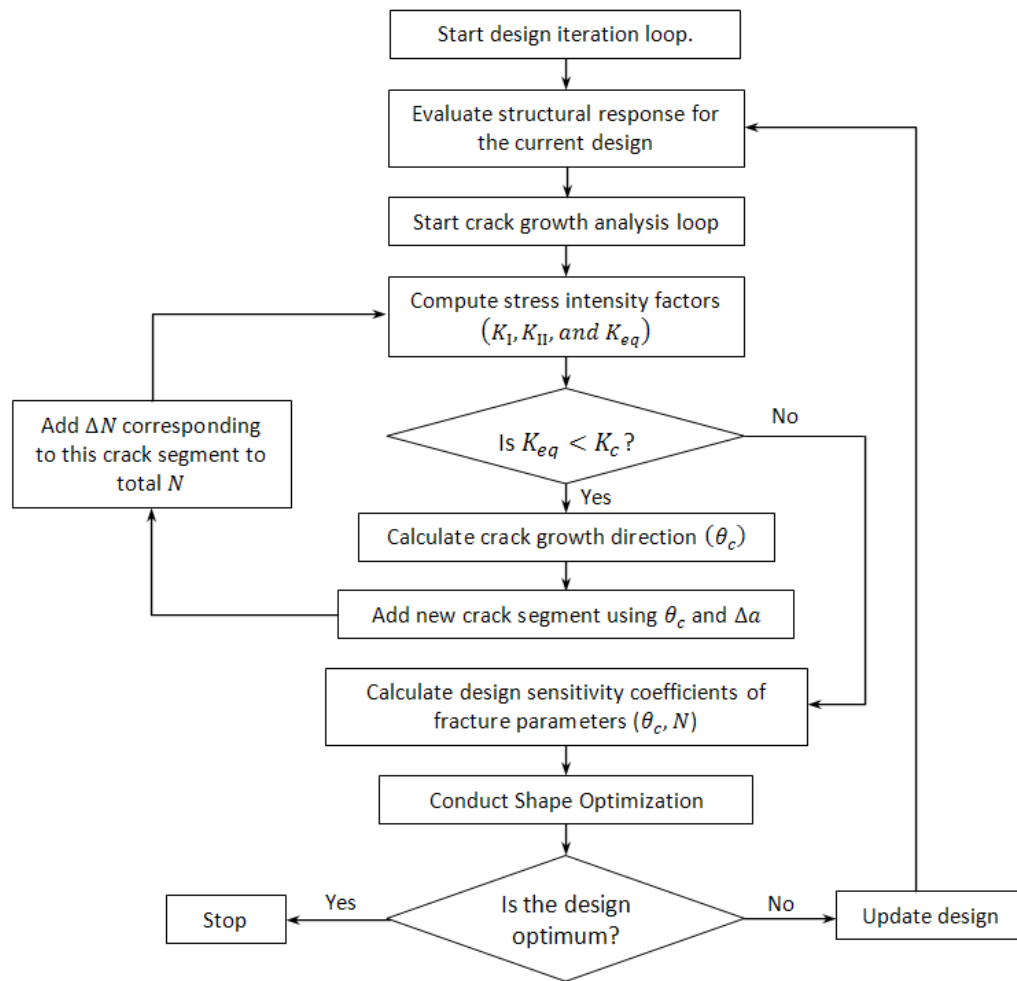 Start design iteration loop.
Evaluate structural response for
the current design
Start crack growth analysis loop
Compute stress intensity factors
(K_I, K_II, and K_eq)
Is K_eq < K_c ?
No
Yes
Add ΔN corresponding
to this crack segment to
total N
Calculate crack growth direction (θ_c)
Add new crack segment using θ_c and Δa
Calculate design sensitivity coefficients of
fracture parameters (θ_c, N)
Conduct Shape Optimization
Is the design
optimum?
Yes
Stop
No
Update design